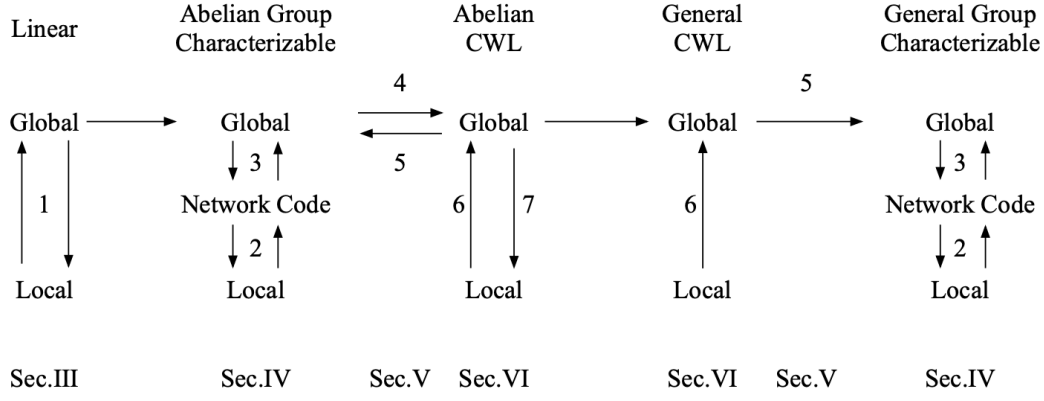 Linear
Abelian Group
Characterizable
Abelian
CWL
General
CWL
General Group
Characterizable
4
5
Global
Global
Global
Global
Global
5
3
3
1
Network Code
6
7
6
Network Code
2
2
Local
Local
Local
Local
Local
Sec.III
Sec.IV
Sec.V
Sec.VI
Sec.VI
Sec.V
Sec.IV